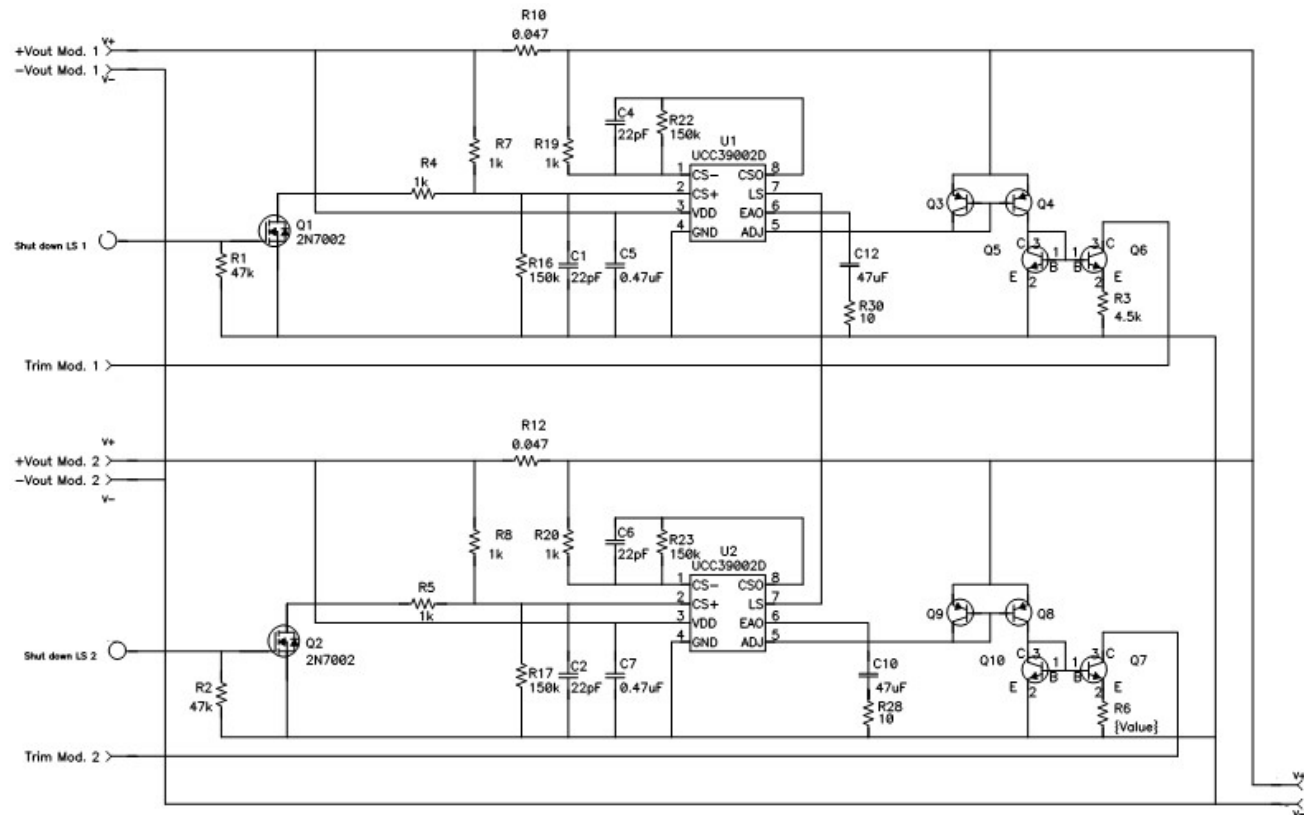 R10
0.047
V+
+Vout Mod. 1
-Vout Mod. 1
V-
C4
22pF
R22
150k
R7
1k
R19
1k
U1
UCC39002D
R4
1k
1 CS- CSO 8
2 CS+ LS 7
3 VDD EAO 6
4 GND ADJ 5
Q3
Q4
Q1
2N7002
Shut down LS 1
R1
47k
R16
150k
C1
22pF
C5
0.47uF
C12
47uF
R30
10
Q5
C 3
1
B
E
2
1
B
3 C
Q6
E
2
R3
4.5k
Trim Mod. 1
R12
0.047
V+
+Vout Mod. 2
-Vout Mod. 2
V-
R8
1k
R20
1k
C6
22pF
R23
150k
U2
UCC39002D
R5
1k
1 CS- CSO 8
2 CS+ LS 7
3 VDD EAO 6
4 GND ADJ 5
Q9
Q8
Q2
2N7002
Shut down LS 2
R2
47k
R17
150k
C2
22pF
C7
0.47uF
C10
47uF
R28
10
Q10
C 3
1
B
E
2
1
B
3 C
Q7
E
2
R6
{Value}
Trim Mod. 2
V+
V-